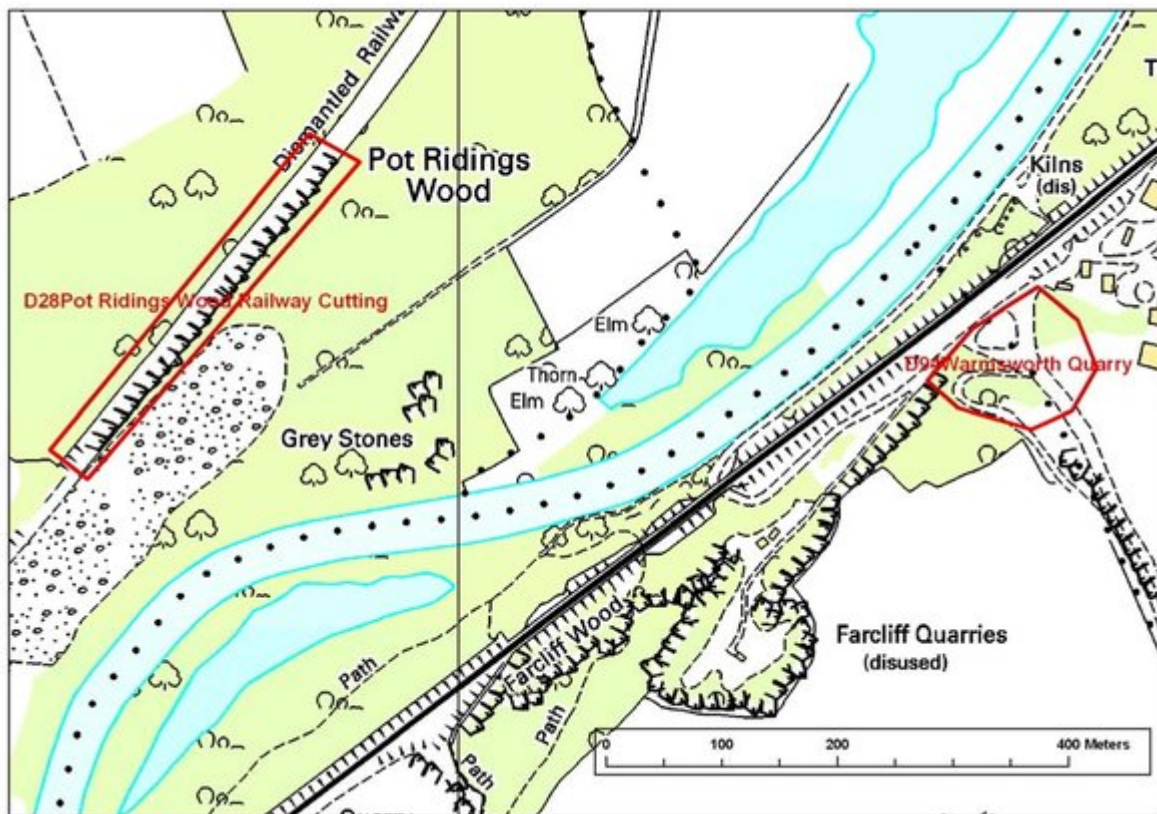 Dismantled Railway
Pot Ridings
Wood
Kilns
(dis)
T
D28Pot Ridings Wood Railway Cutting
Elm
D94Warmsworth Quarry
Thorn
Elm
Grey Stones
Farcliff Wood
Farcliff Quarries
(disused)
Path
Path
Path
0 100 200 400 Meters